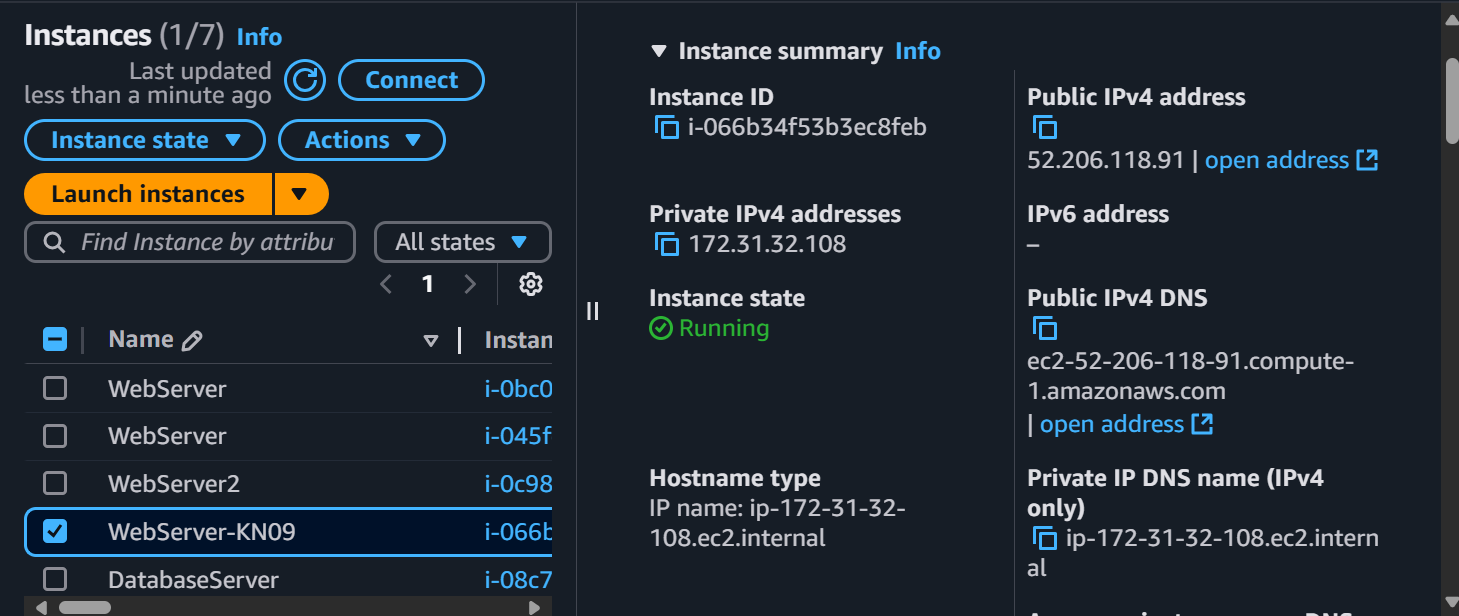 Instances (1/7) Info
Last updated
less than a minute ago
Connect
Instance state
Actions
Launch instances
Find Instance by attribu
All states
1
Name
Instan
WebServer
i-0bc0
WebServer
i-045f
WebServer2
i-0c98
WebServer-KN09
i-066b
DatabaseServer
i-08c7
Instance summary Info
Instance ID
i-066b34f53b3ec8feb
Public IPv4 address
52.206.118.91 | open address
Private IPv4 addresses
172.31.32.108
IPv6 address
–
Instance state
Running
Public IPv4 DNS
ec2-52-206-118-91.compute-
1.amazonaws.com
| open address
Hostname type
IP name: ip-172-31-32-
108.ec2.internal
Private IP DNS name (IPv4
only)
ip-172-31-32-108.ec2.intern
al